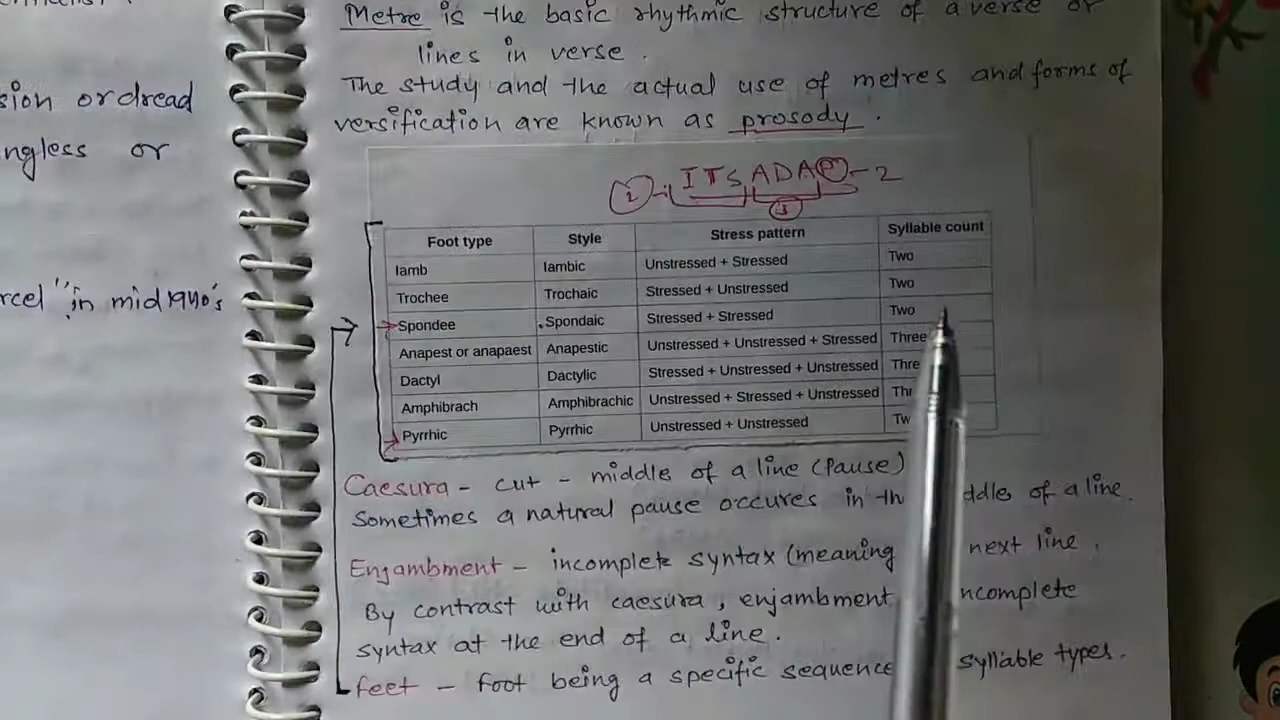 sion or dread
ngless or
rcel" in mid 1940's
Metre is the basic rhythmic structure of a verse or
lines in verse.
The study and the actual use of metres and forms of
versification are known as prosody.
2 ITSADAP-2
3
Foot type Style Stress pattern Syllable count
Iamb Iambic Unstressed + Stressed Two
Trochee Trochaic Stressed + Unstressed Two
Spondee Spondaic Stressed + Stressed Two
Anapest or anapaest Anapestic Unstressed + Unstressed + Stressed Three
Dactyl Dactylic Stressed + Unstressed + Unstressed Thre
Amphibrach Amphibrachic Unstressed + Stressed + Unstressed Thr
Pyrrhic Pyrrhic Unstressed + Unstressed Tw
Caesura - cut - middle of a line (Pause)
Sometimes a natural pause occures in th ddle of a line.
Enjambment - incomplete syntax (meaning next line.
By contrast with caesura, enjambment ncomplete
syntax at the end of a line.
feet - foot being a specific sequence syllable types.